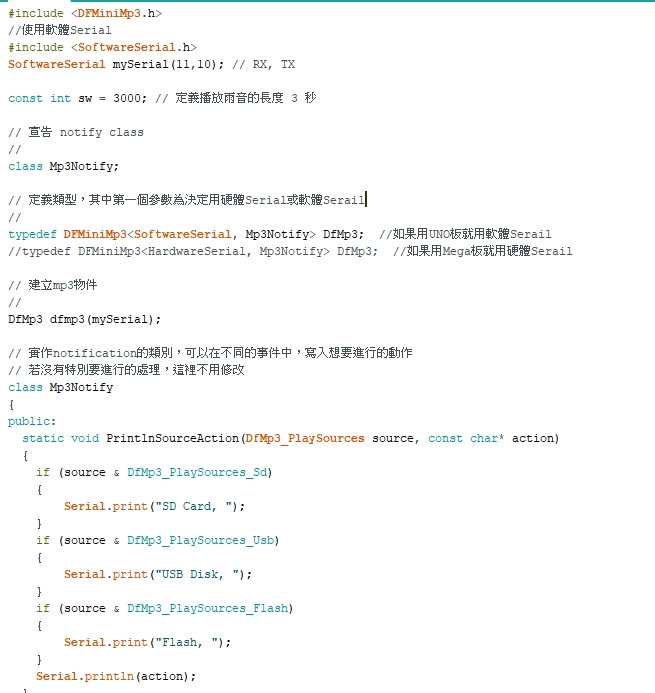 #include <DFMiniMp3.h>
//使用軟體Serial
#include <SoftwareSerial.h>
SoftwareSerial mySerial(11,10); // RX, TX
const int sw = 3000; // 定義播放雨音的長度 3 秒
// 宣告 notify class
//
class Mp3Notify;
// 定義類型，其中第一個參數為決定用硬體Serial或軟體Serail
//
typedef DFMiniMp3<SoftwareSerial, Mp3Notify> DfMp3;  //如果用UNO板就用軟體Serail
//typedef DFMiniMp3<HardwareSerial, Mp3Notify> DfMp3;  //如果用Mega板就用硬體Serail
// 建立mp3物件
//
DfMp3 dfmp3(mySerial);
// 實作notification的類別，可以在不同的事件中，寫入想要進行的動作
// 若沒有特別要進行的處理，這裡不用修改
class Mp3Notify
{
public:
  static void PrintlnSourceAction(DfMp3_PlaySources source, const char* action)
  {
    if (source & DfMp3_PlaySources_Sd)
    {
        Serial.print("SD Card, ");
    }
    if (source & DfMp3_PlaySources_Usb)
    {
        Serial.print("USB Disk, ");
    }
    if (source & DfMp3_PlaySources_Flash)
    {
        Serial.print("Flash, ");
    }
    Serial.println(action);
  }